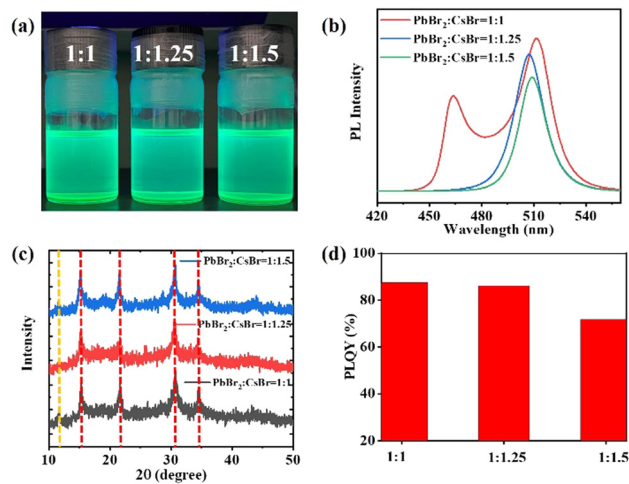 (a)
1:1 1:1.25 1:1.5
(b)
PbBr₂:CsBr=1:1
PbBr₂:CsBr=1:1.25
PbBr₂:CsBr=1:1.5
PL Intensity
420 450 480 510 540
Wavelength (nm)
(c)
PbBr₂:CsBr=1:1.5
PbBr₂:CsBr=1:1.25
PbBr₂:CsBr=1:1
Intensity
10 20 30 40 50
2θ (degree)
(d)
100
80
60
40
20
PLQY (%)
1:1 1:1.25 1:1.5